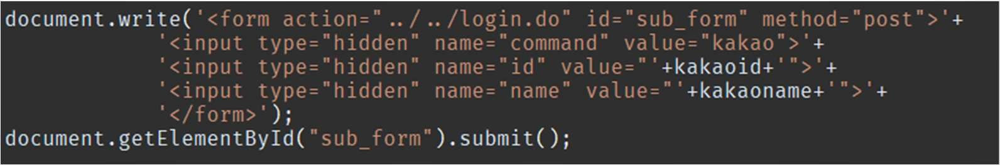 document.write('<form action="../../login.do" id="sub_form" method="post">'+
'<input type="hidden" name="command" value="kakao">'+
'<input type="hidden" name="id" value="'+kakaoid+'">'+
'<input type="hidden" name="name" value="'+kakaoname+'">'+
'</form>');
document.getElementById("sub_form").submit();